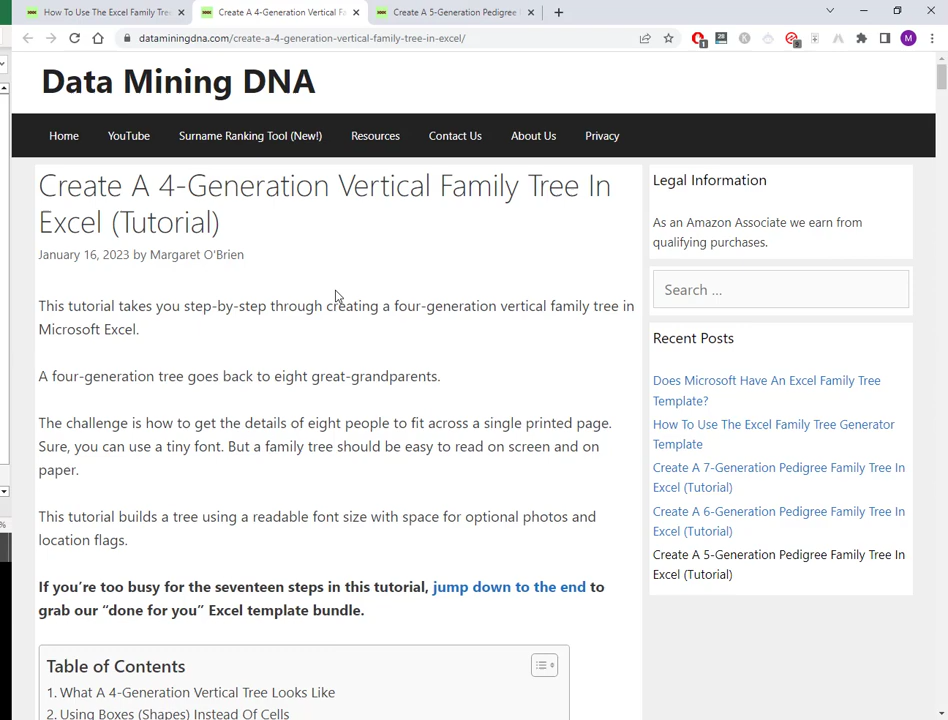 How To Use The Excel Family Tre
Create A 4-Generation Vertical Fa
Create A 5-Generation Pedigree
dataminingdna.com/create-a-4-generation-vertical-family-tree-in-excel/
M
Data Mining DNA
Home YouTube Surname Ranking Tool (New!) Resources Contact Us About Us Privacy
Create A 4-Generation Vertical Family Tree In
Excel (Tutorial)
January 16, 2023 by Margaret O'Brien
This tutorial takes you step-by-step through creating a four-generation vertical family tree in
Microsoft Excel.
A four-generation tree goes back to eight great-grandparents.
The challenge is how to get the details of eight people to fit across a single printed page.
Sure, you can use a tiny font. But a family tree should be easy to read on screen and on
paper.
This tutorial builds a tree using a readable font size with space for optional photos and
location flags.
If you’re too busy for the seventeen steps in this tutorial, jump down to the end to
grab our “done for you” Excel template bundle.
Table of Contents
1. What A 4-Generation Vertical Tree Looks Like
2. Using Boxes (Shapes) Instead Of Cells
Legal Information
As an Amazon Associate we earn from
qualifying purchases.
Search ...
Recent Posts
Does Microsoft Have An Excel Family Tree
Template?
How To Use The Excel Family Tree Generator
Template
Create A 7-Generation Pedigree Family Tree In
Excel (Tutorial)
Create A 6-Generation Pedigree Family Tree In
Excel (Tutorial)
Create A 5-Generation Pedigree Family Tree In
Excel (Tutorial)